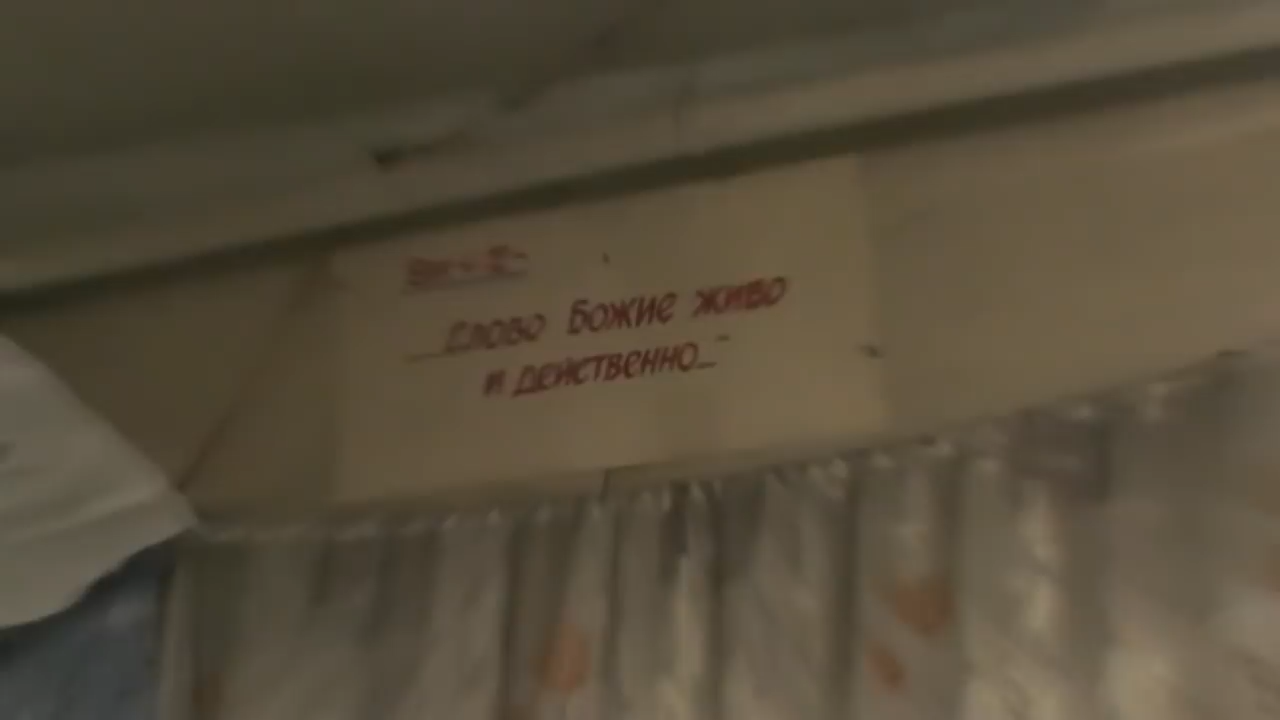 „Слово Божие живо
и действенно..."